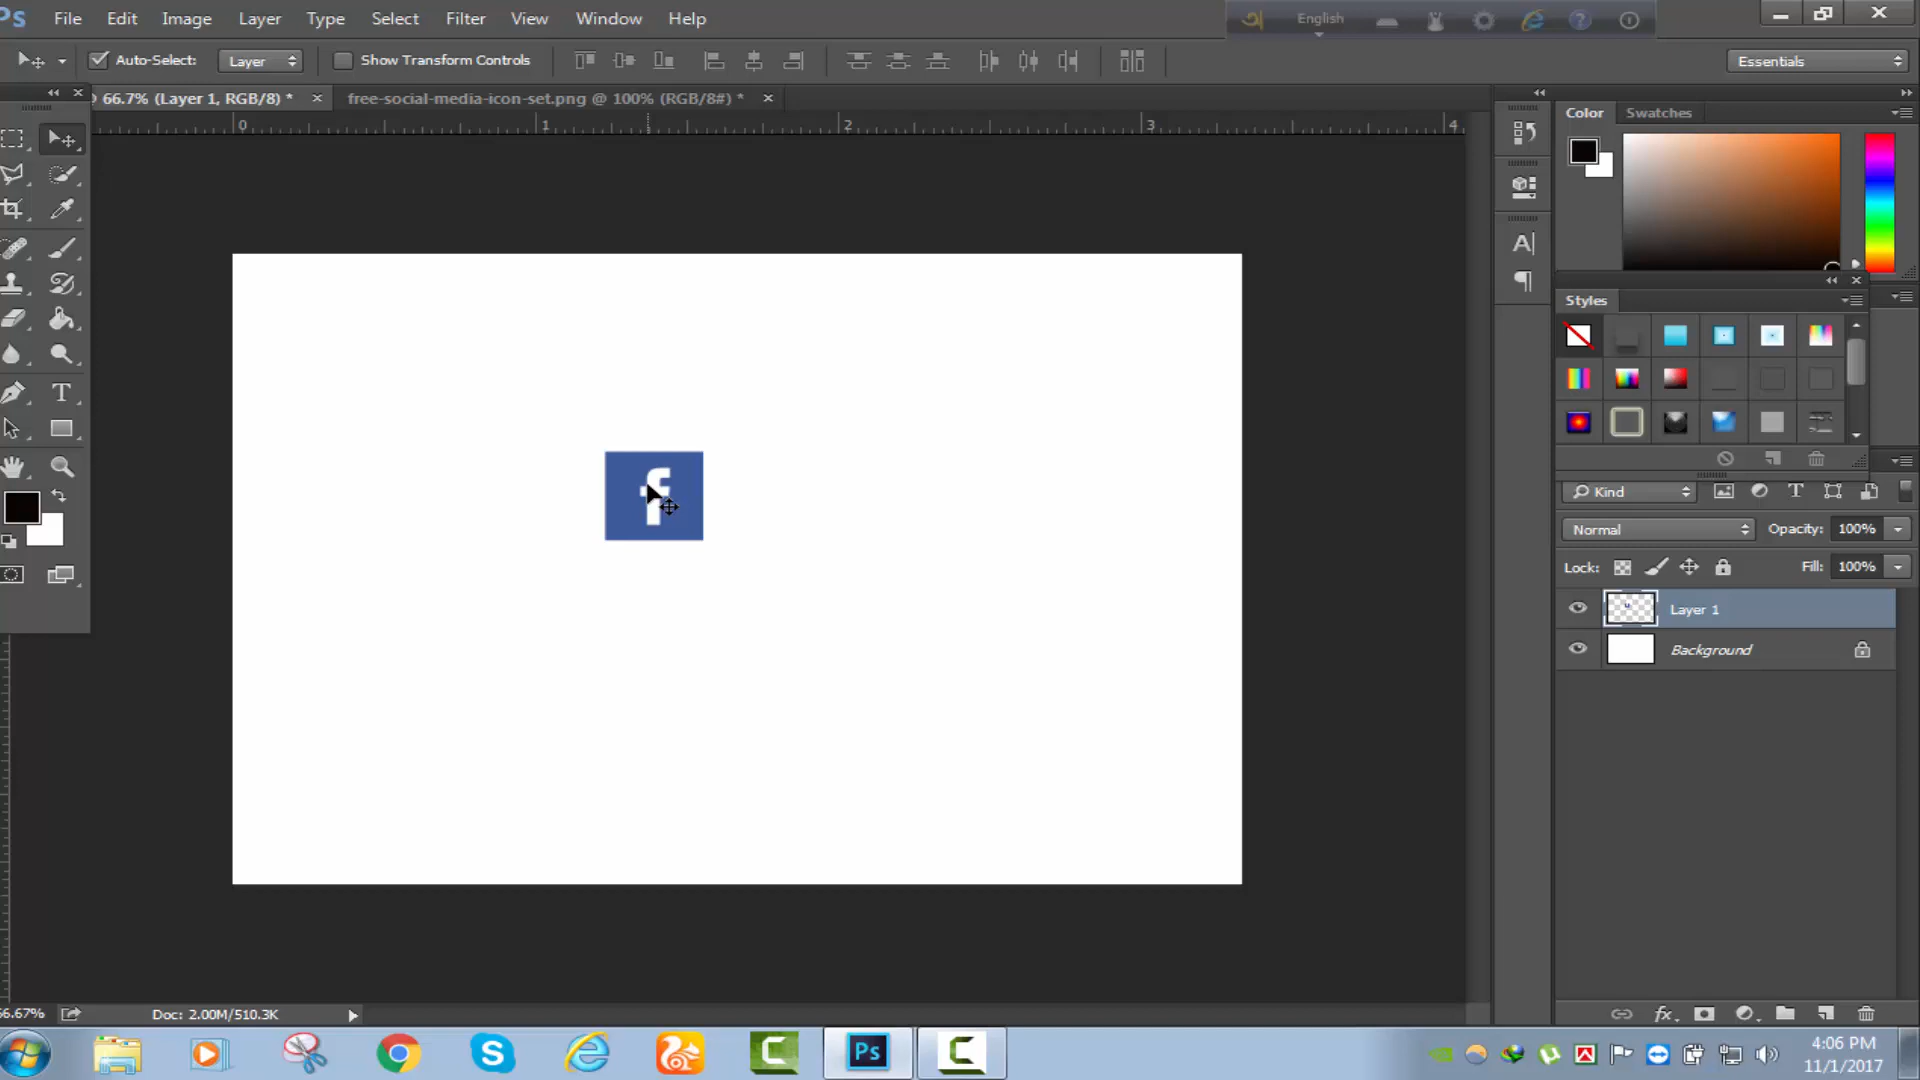 Ps File Edit Image Layer Type Select Filter View Window Help
অ English
Auto-Select: Layer Show Transform Controls Essentials
66.7% (Layer 1, RGB/8) * × free-social-media-icon-set.png @ 100% (RGB/8#) * ×
0 1 2 3 4
Color Swatches
A
Styles
T
f
Kind T
Normal Opacity: 100%
Lock: Fill: 100%
Layer 1
Background
66.67% Doc: 2.00M/510.3K
fx
S e C Ps C
4:06 PM
11/1/2017